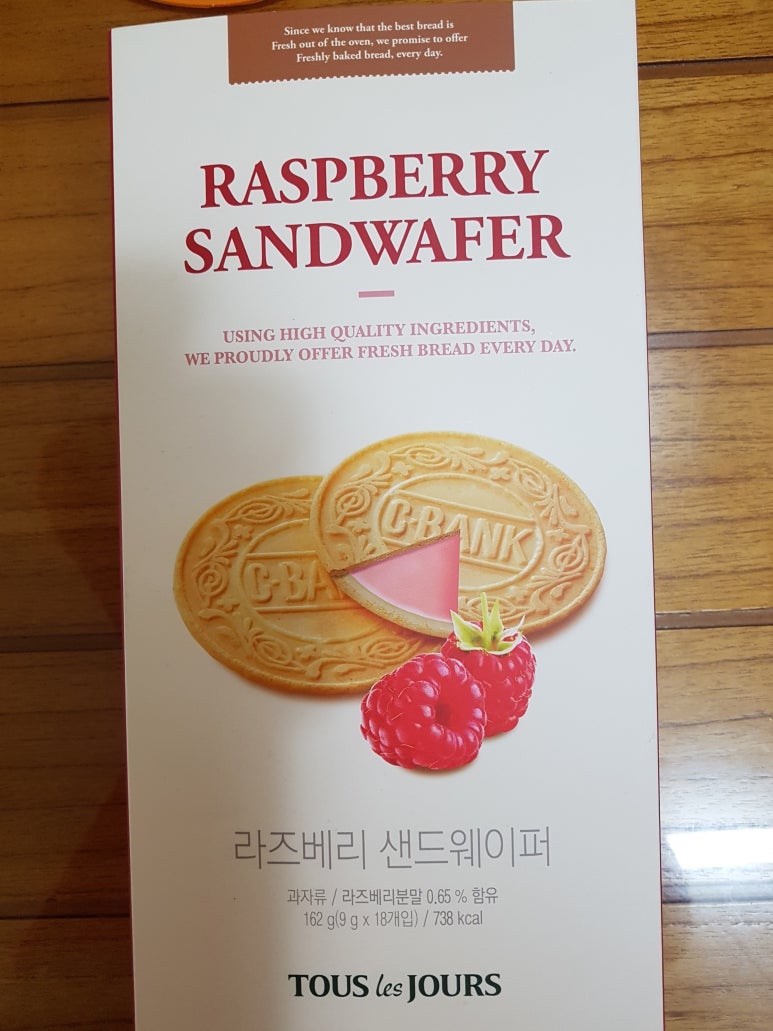 Since we know that the best bread is
Fresh out of the oven, we promise to offer
Freshly baked bread, every day.
RASPBERRY
SANDWAFER
USING HIGH QUALITY INGREDIENTS,
WE PROUDLY OFFER FRESH BREAD EVERY DAY.
C·BANK
C·BA
라즈베리 샌드웨이퍼
과자류 / 라즈베리분말 0.65 % 함유
162 g(9 g x 18개입) / 738 kcal
TOUS les JOURS